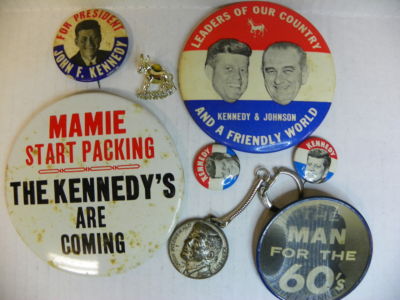 FOR PRESIDENT
JOHN F. KENNEDY
LEADERS OF OUR COUNTRY
KENNEDY & JOHNSON
AND A FRIENDLY WORLD
MAMIE
START PACKING
THE KENNEDY'S
ARE
COMING
KENNEDY
KENNEDY
THE
MAN
FOR THE
60's